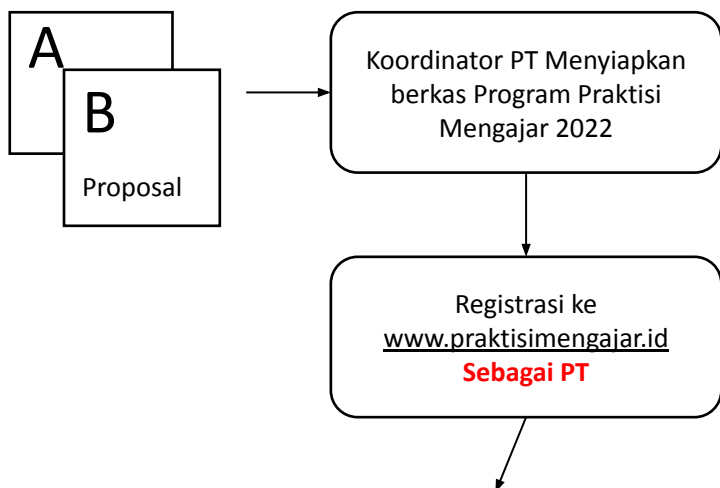 A
B
Proposal
Koordinator PT Menyiapkan
berkas Program Praktisi
Mengajar 2022
Registrasi ke
www.praktisimengajar.id
Sebagai PT